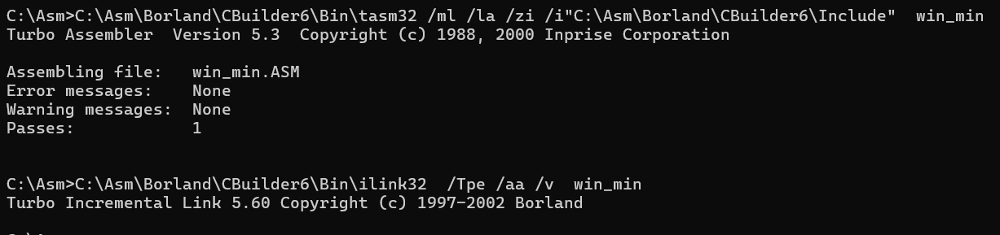 C:\Asm>C:\Asm\Borland\CBuilder6\Bin\tasm32 /ml /la /zi /i"C:\Asm\Borland\CBuilder6\Include"  win_min
Turbo Assembler  Version 5.3  Copyright (c) 1988, 2000 Inprise Corporation
Assembling file:   win_min.ASM
Error messages:    None
Warning messages:  None
Passes:            1
C:\Asm>C:\Asm\Borland\CBuilder6\Bin\ilink32  /Tpe /aa /v  win_min
Turbo Incremental Link 5.60 Copyright (c) 1997-2002 Borland